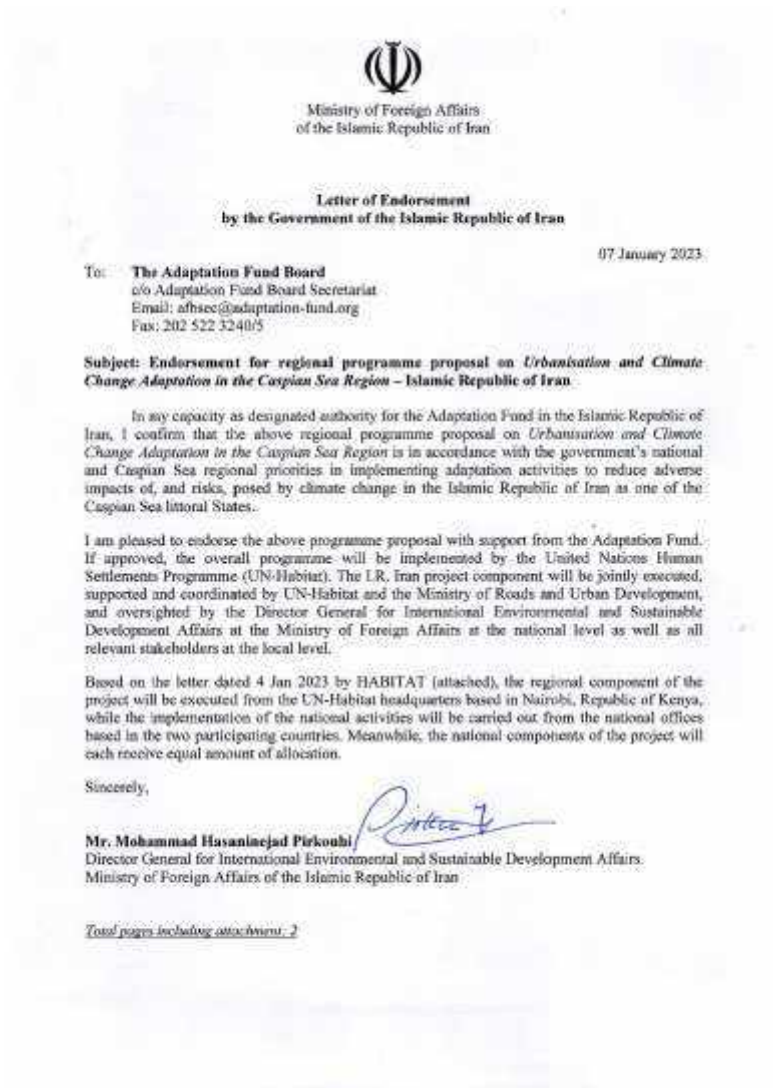 Ministry of Foreign Affairs
of the Islamic Republic of Iran
Letter of Endorsement
by the Government of the Islamic Republic of Iran
07 January 2023
To: The Adaptation Fund Board
c/o Adaptation Fund Board Secretariat
Email: afbsec@adaptation-fund.org
Fax: 202 522 3240/5
Subject: Endorsement for regional programme proposal on Urbanisation and Climate
Change Adaptation in the Caspian Sea Region – Islamic Republic of Iran
In my capacity as designated authority for the Adaptation Fund in the Islamic Republic of
Iran, I confirm that the above regional programme proposal on Urbanisation and Climate
Change Adaptation in the Caspian Sea Region is in accordance with the government's national
and Caspian Sea regional priorities in implementing adaptation activities to reduce adverse
impacts of, and risks, posed by climate change in the Islamic Republic of Iran as one of the
Caspian Sea littoral States.
I am pleased to endorse the above programme proposal with support from the Adaptation Fund.
If approved, the overall programme will be implemented by the United Nations Human
Settlements Programme (UN-Habitat). The I.R. Iran project component will be jointly executed,
supported and coordinated by UN-Habitat and the Ministry of Roads and Urban Development,
and oversighted by the Director General for International Environmental and Sustainable
Development Affairs at the Ministry of Foreign Affairs at the national level as well as all
relevant stakeholders at the local level.
Based on the letter dated 4 Jan 2023 by HABITAT (attached), the regional component of the
project will be executed from the UN-Habitat headquarters based in Nairobi, Republic of Kenya,
while the implementation of the national activities will be carried out from the national offices
based in the two participating countries. Meanwhile, the national components of the project will
each receive equal amount of allocation.
Sincerely,
Mr. Mohammad Hasaninejad Pirkouhi
Director General for International Environmental and Sustainable Development Affairs
Ministry of Foreign Affairs of the Islamic Republic of Iran
Total pages including attachment: 2